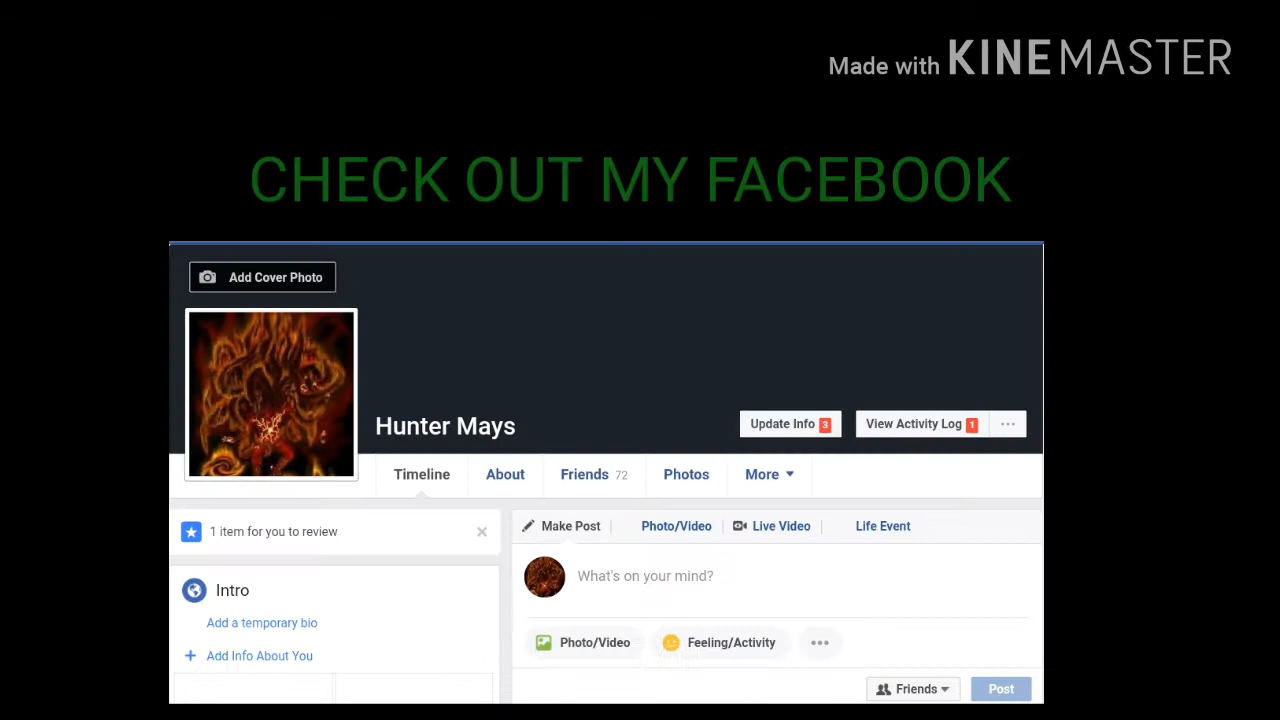 Made with KINEMASTER
CHECK OUT MY FACEBOOK
Add Cover Photo
Hunter Mays
Update Info 3
View Activity Log 1 ...
Timeline About Friends 72 Photos More
1 item for you to review
Make Post Photo/Video Live Video Life Event
What's on your mind?
Intro
Add a temporary bio
Add Info About You
Photo/Video Feeling/Activity
Friends Post